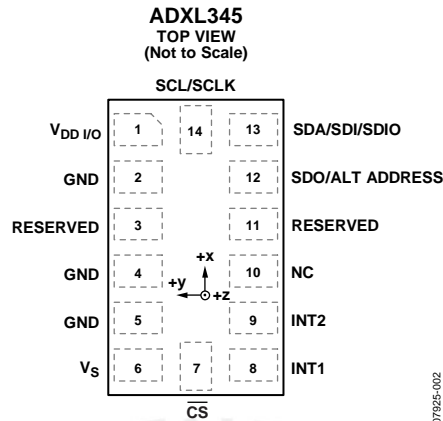 ADXL345
TOP VIEW
(Not to Scale)
SCL/SCLK
VDD I/O 1 14 13 SDA/SDI/SDIO
GND 2 12 SDO/ALT ADDRESS
RESERVED 3 11 RESERVED
+x
GND 4 +y +z 10 NC
GND 5 9 INT2
VS 6 7 8 INT1
CS
07925-002